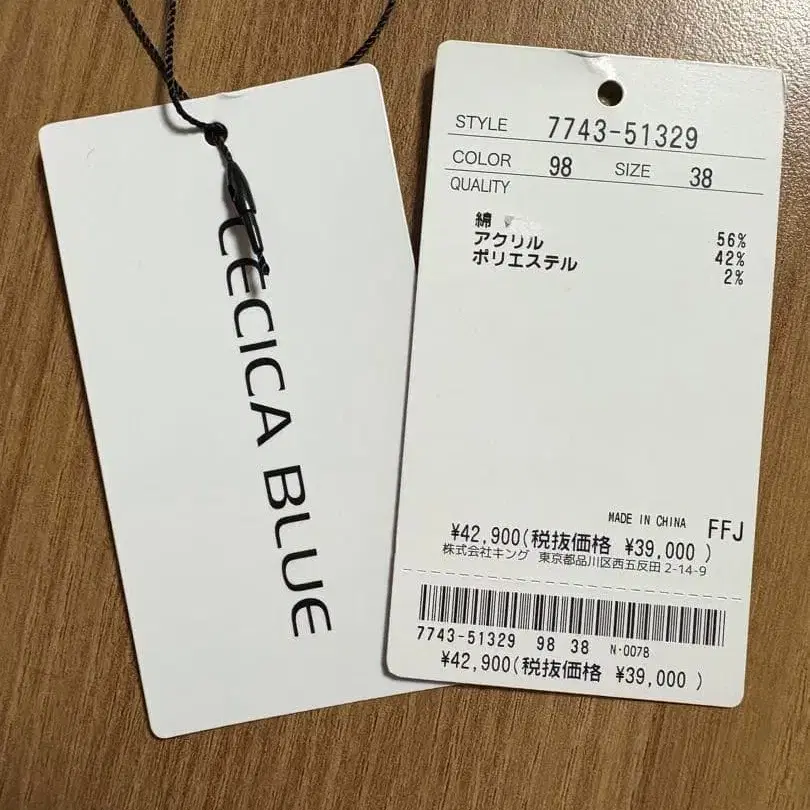 LECICA BLUE
STYLE 7743-51329
COLOR 98 SIZE 38
QUALITY
綿 56%
アクリル 42%
ポリエステル 2%
MADE IN CHINA FFJ
¥42,900(税抜価格 ¥39,000 )
株式会社キング 東京都品川区西五反田2-14-9
7743-51329 98 38 N-0078
¥42,900(税抜価格 ¥39,000 )